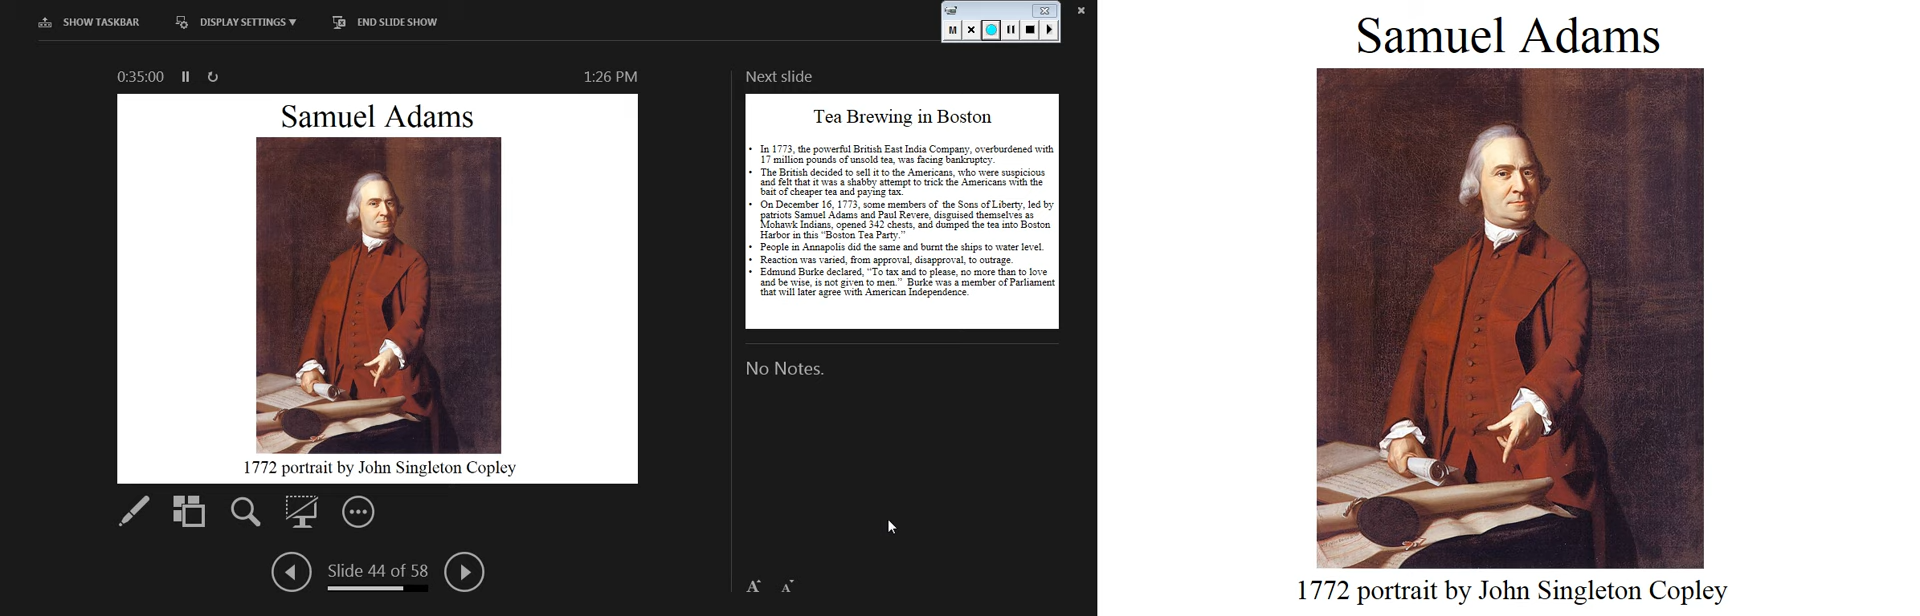 SHOW TASKBAR
DISPLAY SETTINGS ▼
END SLIDE SHOW
M
0:35:00
1:26 PM
Samuel Adams
1772 portrait by John Singleton Copley
Slide 44 of 58
Next slide
Tea Brewing in Boston
• In 1773, the powerful British East India Company, overburdened with
17 million pounds of unsold tea, was facing bankruptcy.
• The British decided to sell it to the Americans, who were suspicious
and felt that it was a shabby attempt to trick the Americans with the
bait of cheaper tea and paying tax.
• On December 16, 1773, some members of the Sons of Liberty, led by
patriots Samuel Adams and Paul Revere, disguised themselves as
Mohawk Indians, opened 342 chests, and dumped the tea into Boston
Harbor in this “Boston Tea Party.”
• People in Annapolis did the same and burnt the ships to water level.
• Reaction was varied, from approval, disapproval, to outrage.
• Edmund Burke declared, “To tax and to please, no more than to love
and be wise, is not given to men.” Burke was a member of Parliament
that will later agree with American Independence.
No Notes.
A A
Samuel Adams
1772 portrait by John Singleton Copley